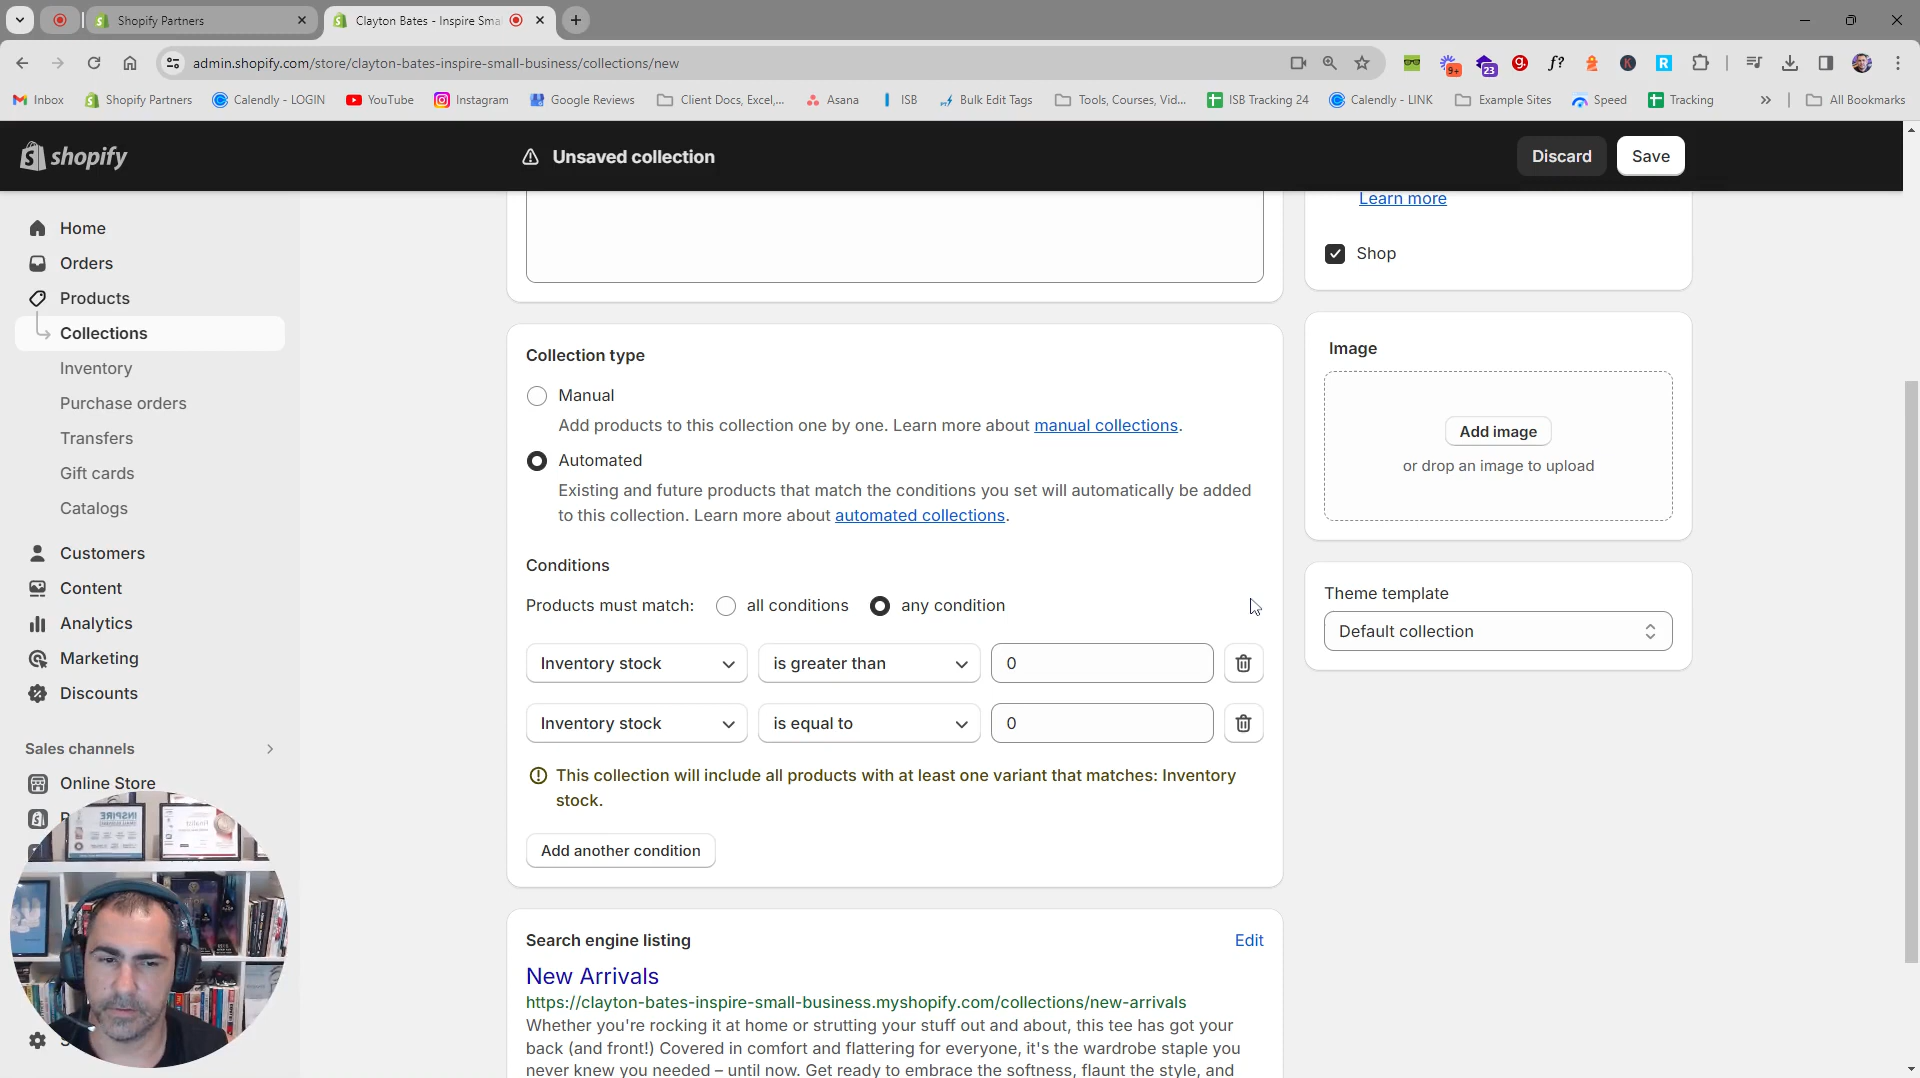 Shopify Partners
Clayton Bates - Inspire Sma
admin.shopify.com/store/clayton-bates-inspire-small-business/collections/new
9+
23
g
f?
K
R
Inbox
Shopify Partners
Calendly - LOGIN
YouTube
Instagram
Google Reviews
Client Docs, Excel,...
Asana
ISB
Bulk Edit Tags
Tools, Courses, Vid...
ISB Tracking 24
Calendly - LINK
Example Sites
Speed
Tracking
All Bookmarks
shopify
Unsaved collection
Discard
Save
Home
Orders
Products
Collections
Inventory
Purchase orders
Transfers
Gift cards
Catalogs
Customers
Content
Analytics
Marketing
Discounts
Sales channels
Online Store
INSPIRE
Collection type
Manual
Add products to this collection one by one. Learn more about manual collections.
Automated
Existing and future products that match the conditions you set will automatically be added
to this collection. Learn more about automated collections.
Conditions
Products must match:
all conditions
any condition
Inventory stock
is greater than
0
Inventory stock
is equal to
0
This collection will include all products with at least one variant that matches: Inventory
stock.
Add another condition
Search engine listing
Edit
New Arrivals
https://clayton-bates-inspire-small-business.myshopify.com/collections/new-arrivals
Whether you're rocking it at home or strutting your stuff out and about, this tee has got your
back (and front!) Covered in comfort and flattering for everyone, it's the wardrobe staple you
never knew you needed – until now. Get ready to embrace the softness, flaunt the style, and
Learn more
Shop
Image
Add image
or drop an image to upload
Theme template
Default collection